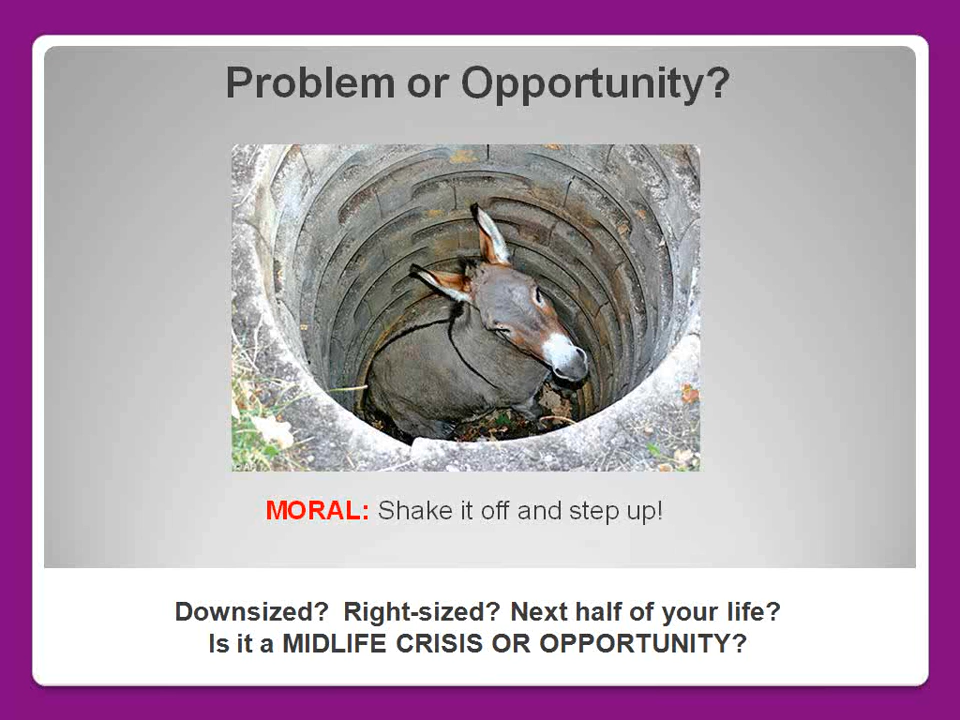 Problem or Opportunity?
MORAL: Shake it off and step up!
Downsized?  Right-sized? Next half of your life?
Is it a MIDLIFE CRISIS OR OPPORTUNITY?